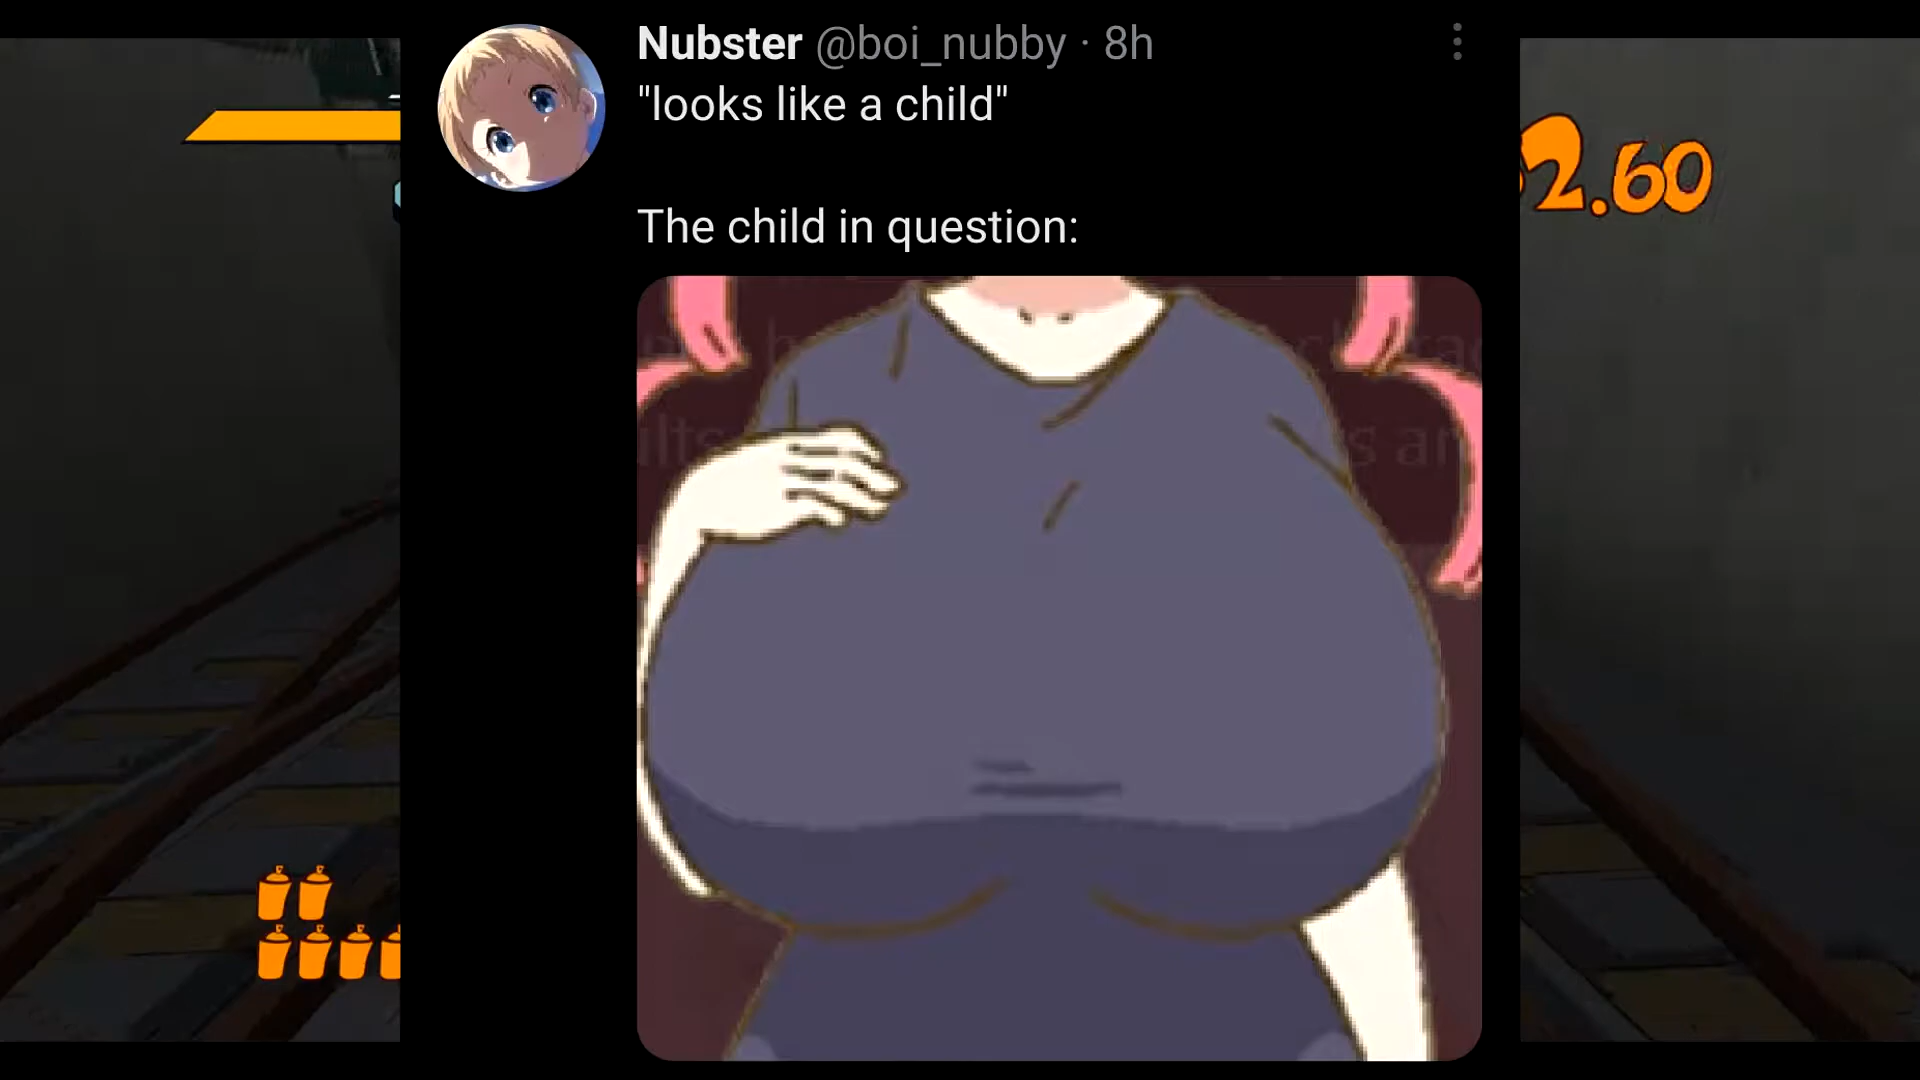 Nubster @boi_nubby · 8h
"looks like a child"
The child in question:
2.60